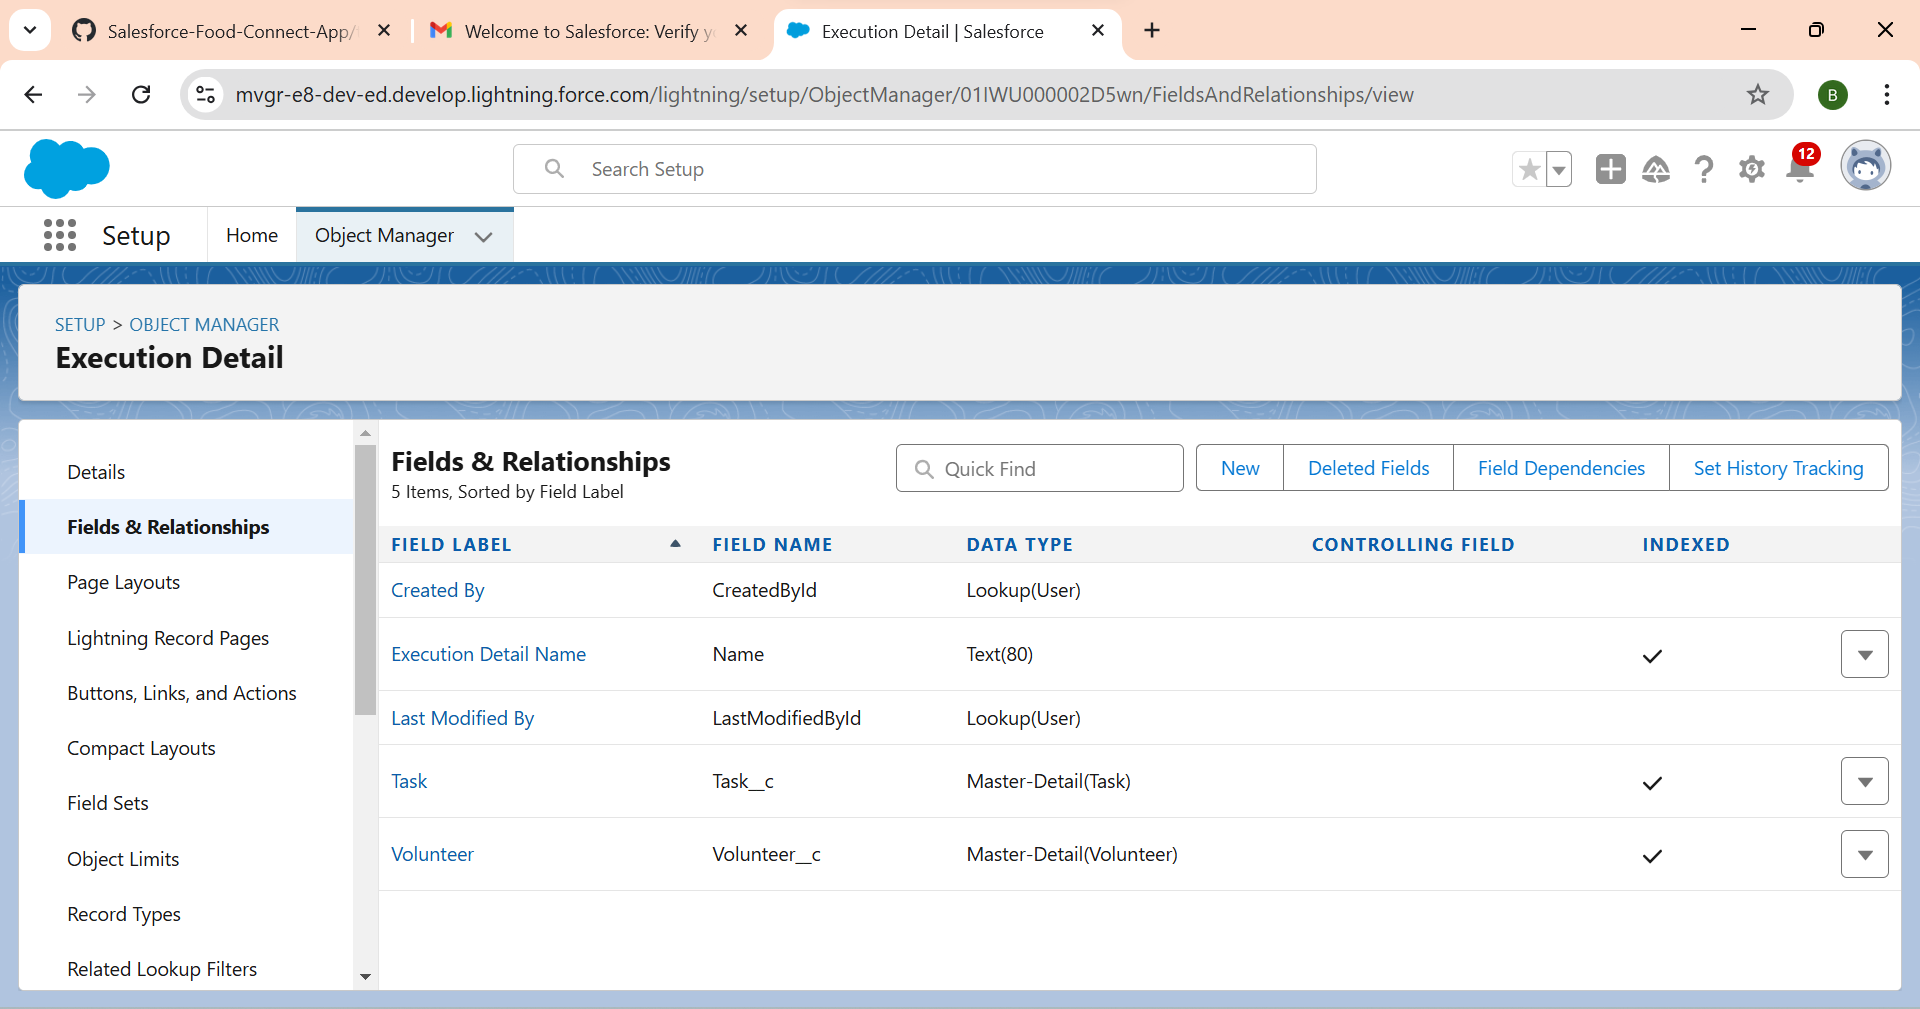 Salesforce-Food-Connect-App/
Welcome to Salesforce: Verify yo
Execution Detail | Salesforce
mvgr-e8-dev-ed.develop.lightning.force.com/lightning/setup/ObjectManager/01IWU000002D5wn/FieldsAndRelationships/view
B
Search Setup
12
Setup
Home
Object Manager
SETUP > OBJECT MANAGER
Execution Detail
Details
Fields & Relationships
Page Layouts
Lightning Record Pages
Buttons, Links, and Actions
Compact Layouts
Field Sets
Object Limits
Record Types
Related Lookup Filters
Fields & Relationships
5 Items, Sorted by Field Label
Quick Find
New Deleted Fields Field Dependencies Set History Tracking
FIELD LABEL FIELD NAME DATA TYPE CONTROLLING FIELD INDEXED
Created By CreatedById Lookup(User)
Execution Detail Name Name Text(80)
Last Modified By LastModifiedById Lookup(User)
Task Task__c Master-Detail(Task)
Volunteer Volunteer__c Master-Detail(Volunteer)